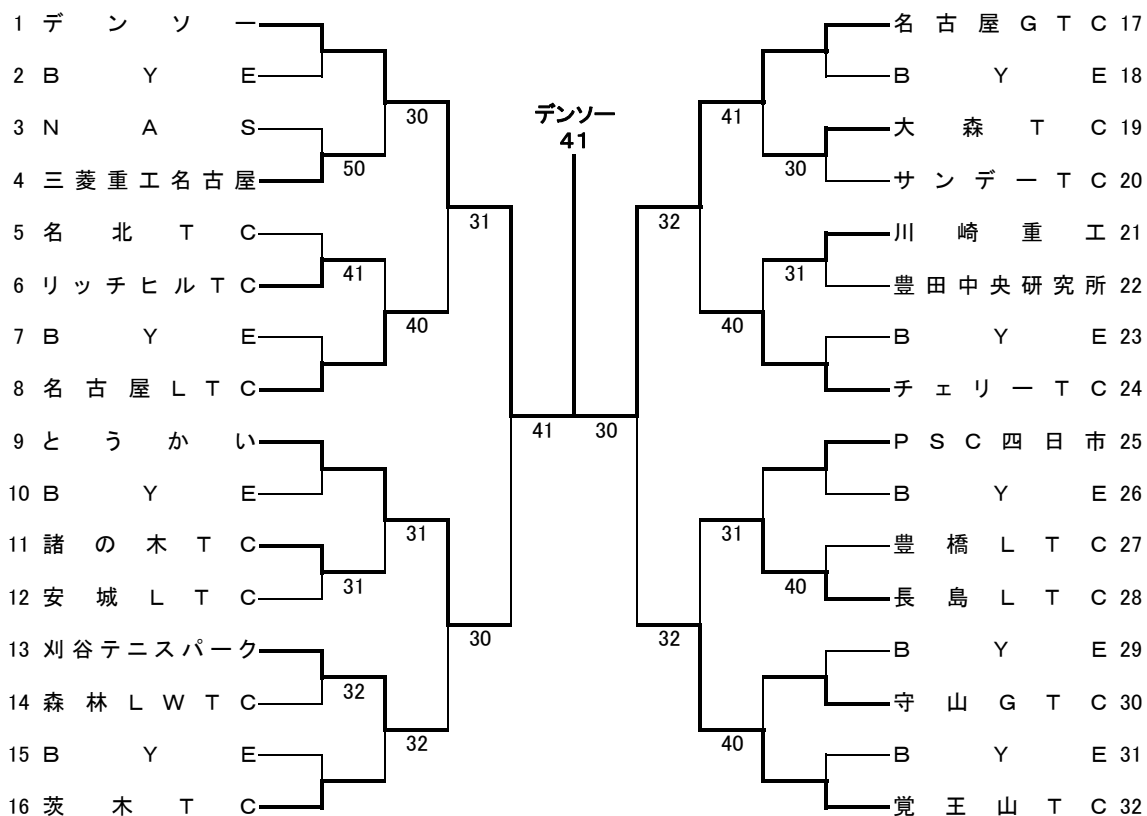 1 デンソー
2 BYE
3 NAS
4 三菱重工名古屋
5 名北TC
6 リッチヒルTC
7 BYE
8 名古屋LTC
9 とうかい
10 BYE
11 諸の木TC
12 安城LTC
13 刈谷テニスパーク
14 森林LWTC
15 BYE
16 茨木TC
30
50
31
41
40
41
31
31
30
32
32
デンソー
41
30
41
30
32
31
40
31
40
32
40
名古屋GTC 17
BYE 18
大森TC 19
サンデーTC 20
川崎重工 21
豊田中央研究所 22
BYE 23
チェリーTC 24
PSC四日市 25
BYE 26
豊橋LTC 27
長島LTC 28
BYE 29
守山GTC 30
BYE 31
覚王山TC 32